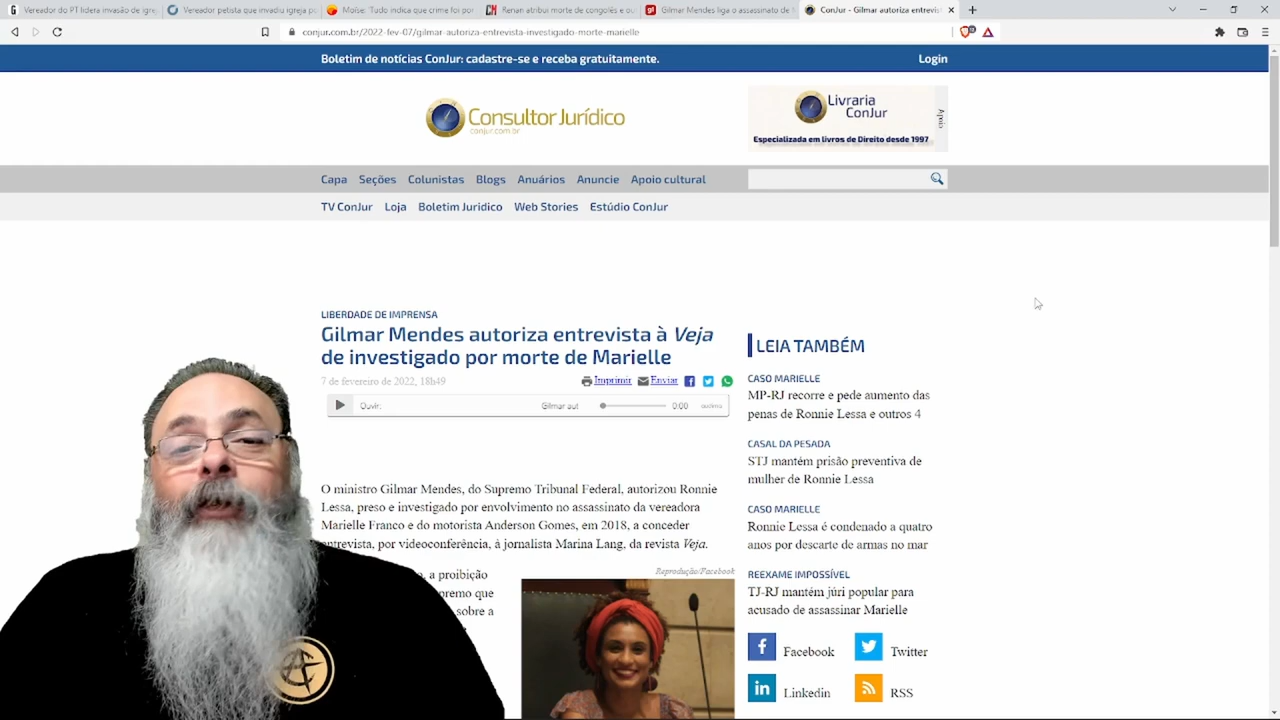 Vereador do PT lidera invasão de igre
Vereador petista que invadiu igreja po
Moïse: Tudo indica que crime foi por
Renan atribui morte de congolês e ou
Gilmar Mendes liga o assassinato de M
ConJur - Gilmar autoriza entrevis
conjur.com.br/2022-fev-07/gilmar-autoriza-entrevista-investigado-morte-marielle
Boletim de notícias ConJur: cadastre-se e receba gratuitamente.
Login
Consultor Jurídico
conjur.com.br
Livraria
ConJur
Apoio
Especializada em livros de Direito desde 1997
Capa Seções Colunistas Blogs Anuários Anuncie Apoio cultural
TV ConJur Loja Boletim Juridico Web Stories Estúdio ConJur
LIBERDADE DE IMPRENSA
Gilmar Mendes autoriza entrevista à Veja
de investigado por morte de Marielle
7 de fevereiro de 2022, 18h49
Imprimir Enviar
Ouvir: Gilmar aut 0:00
O ministro Gilmar Mendes, do Supremo Tribunal Federal, autorizou Ronnie
Lessa, preso e investigado por envolvimento no assassinato da vereadora
Marielle Franco e do motorista Anderson Gomes, em 2018, a conceder
entrevista, por videoconferência, à jornalista Marina Lang, da revista Veja.
Reprodução/Facebook
, a proibição
premo que
sobre a
LEIA TAMBÉM
CASO MARIELLE
MP-RJ recorre e pede aumento das
penas de Ronnie Lessa e outros 4
CASAL DA PESADA
STJ mantém prisão preventiva de
mulher de Ronnie Lessa
CASO MARIELLE
Ronnie Lessa é condenado a quatro
anos por descarte de armas no mar
REEXAME IMPOSSÍVEL
TJ-RJ mantém júri popular para
acusado de assassinar Marielle
Facebook Twitter
Linkedin RSS